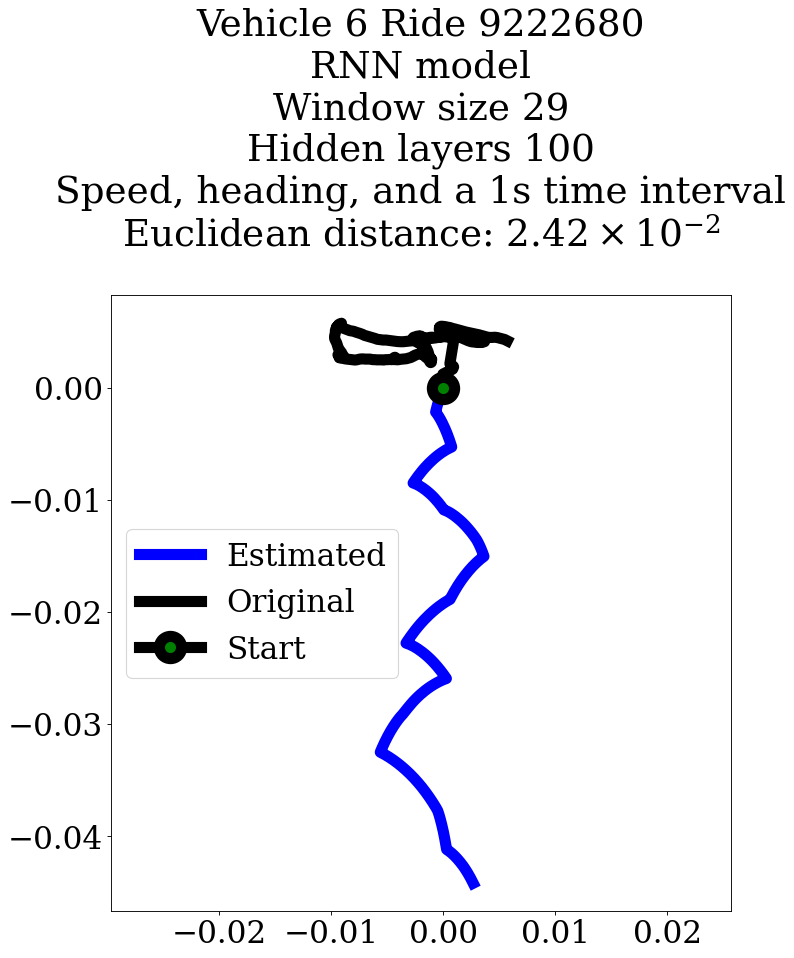 Vehicle 6 Ride 9222680
RNN model
Window size 29
Hidden layers 100
Speed, heading, and a 1s time interval
Euclidean distance: 2.42 × 10⁻²
0.00
−0.01
−0.02
−0.03
−0.04
Estimated
Original
Start
−0.02 −0.01 0.00 0.01 0.02